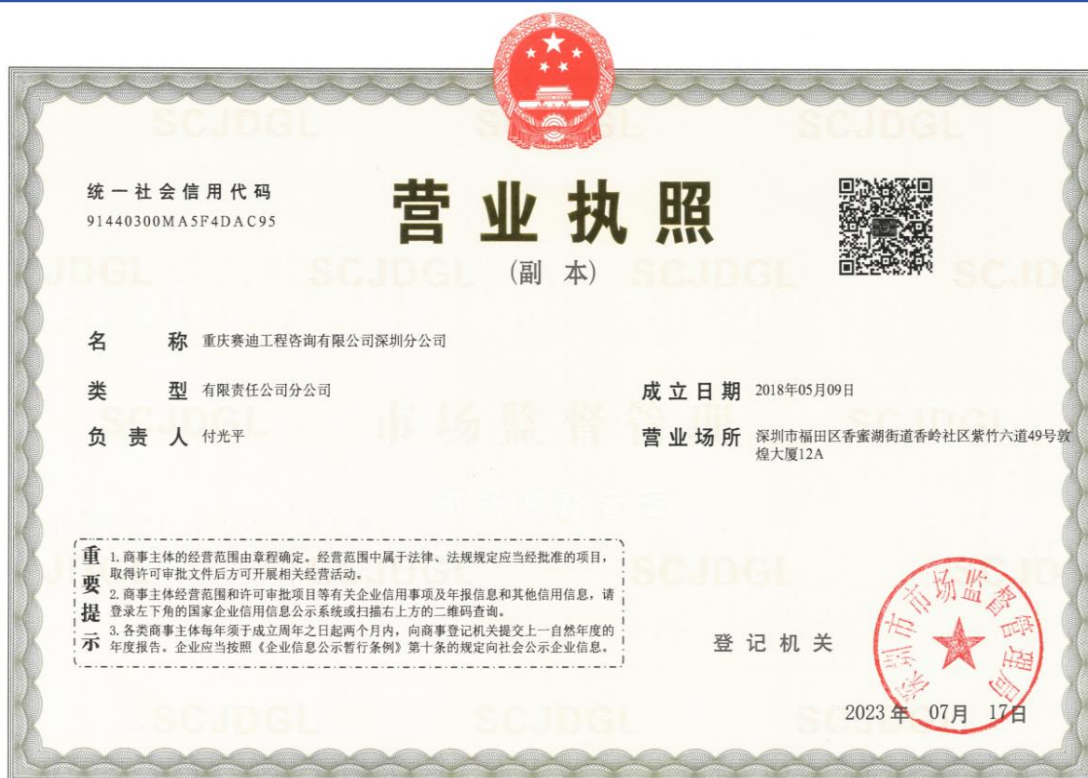 统一社会信用代码
91440300MA5F4DAC95
营业执照
(副 本)
名 称 重庆赛迪工程咨询有限公司深圳分公司
类 型 有限责任公司分公司
成立日期 2018年05月09日
负责人 付光平
营业场所 深圳市福田区香蜜湖街道香岭社区紫竹六道49号敦
煌大厦12A
重要提示
1. 商事主体的经营范围由章程确定。经营范围中属于法律、法规规定应当经批准的项目，
取得许可审批文件后方可开展相关经营活动。
2. 商事主体经营范围和许可审批项目等有关企业信用事项及年报信息和其他信用信息，请
登录左下角的国家企业信用信息公示系统或扫描右上方的二维码查询。
3. 各类商事主体每年须于成立周年之日起两个月内，向商事登记机关提交上一自然年度的
年度报告。企业应当按照《企业信息公示暂行条例》第十条的规定向社会公示企业信息。
登记机关
深圳市市场监督管理局
2023年 07月 17日
SCJDGL
市场监督管理